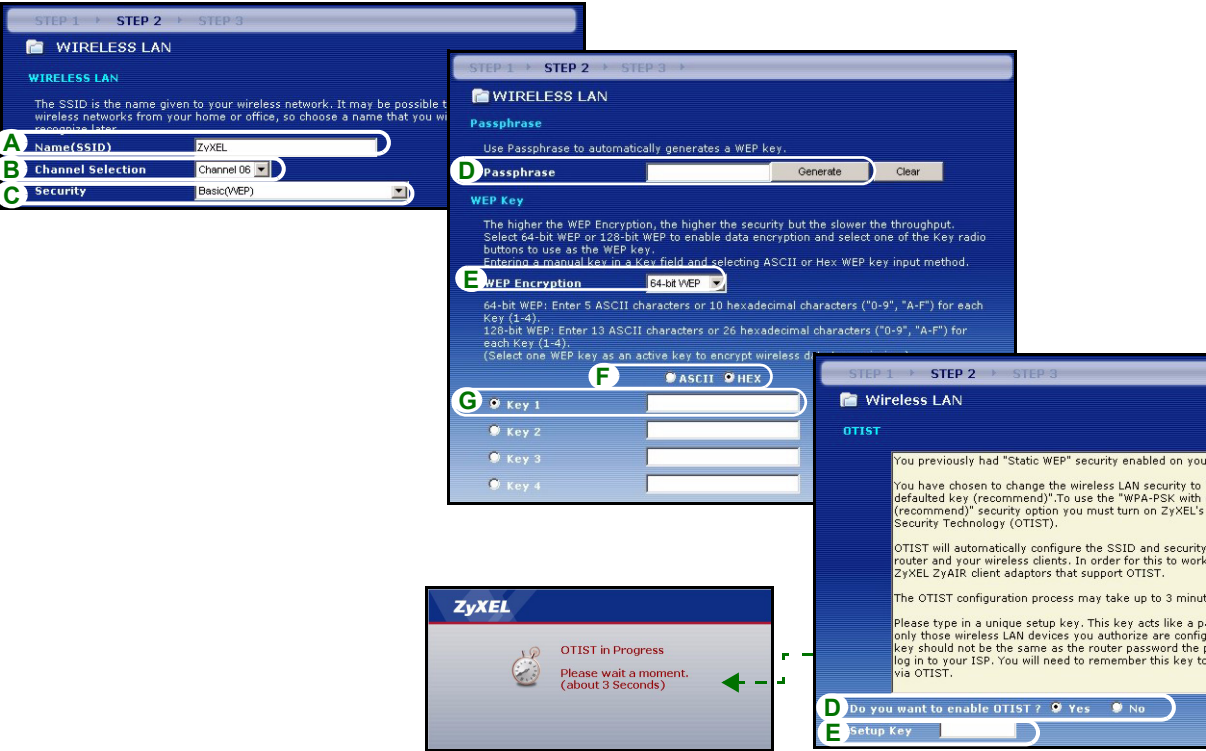 STEP 1 STEP 2 STEP 3
WIRELESS LAN
WIRELESS LAN
The SSID is the name given to your wireless network. It may be possible t
wireless networks from your home or office, so choose a name that you wi
recognize later.
A Name(SSID) ZyXEL
B Channel Selection Channel 06
C Security Basic(WEP)
STEP 1 STEP 2 STEP 3
WIRELESS LAN
Passphrase
Use Passphrase to automatically generates a WEP key.
D Passphrase Generate Clear
WEP Key
The higher the WEP Encryption, the higher the security but the slower the throughput.
Select 64-bit WEP or 128-bit WEP to enable data encryption and select one of the Key radio
buttons to use as the WEP key.
Entering a manual key in a Key field and selecting ASCII or Hex WEP key input method.
E WEP Encryption 64-bit WEP
64-bit WEP: Enter 5 ASCII characters or 10 hexadecimal characters ("0-9", "A-F") for each
Key (1-4).
128-bit WEP: Enter 13 ASCII characters or 26 hexadecimal characters ("0-9", "A-F") for
each Key (1-4).
(Select one WEP key as an active key to encrypt wireless
F ASCII HEX
G Key 1
Key 2
Key 3
Key 4
STEP 1 STEP 2 STEP 3
Wireless LAN
OTIST
You previously had "Static WEP" security enabled on you
You have chosen to change the wireless LAN security to
defaulted key (recommend)".To use the "WPA-PSK with
(recommend)" security option you must turn on ZyXEL's
Security Technology (OTIST).
OTIST will automatically configure the SSID and security
router and your wireless clients. In order for this to work
ZyXEL ZyAIR client adaptors that support OTIST.
The OTIST configuration process may take up to 3 minut
Please type in a unique setup key. This key acts like a pa
only those wireless LAN devices you authorize are config
key should not be the same as the router password the p
log in to your ISP. You will need to remember this key to
via OTIST.
D Do you want to enable OTIST ? Yes No
E Setup Key
ZyXEL
OTIST in Progress
Please wait a moment.
(about 3 Seconds)